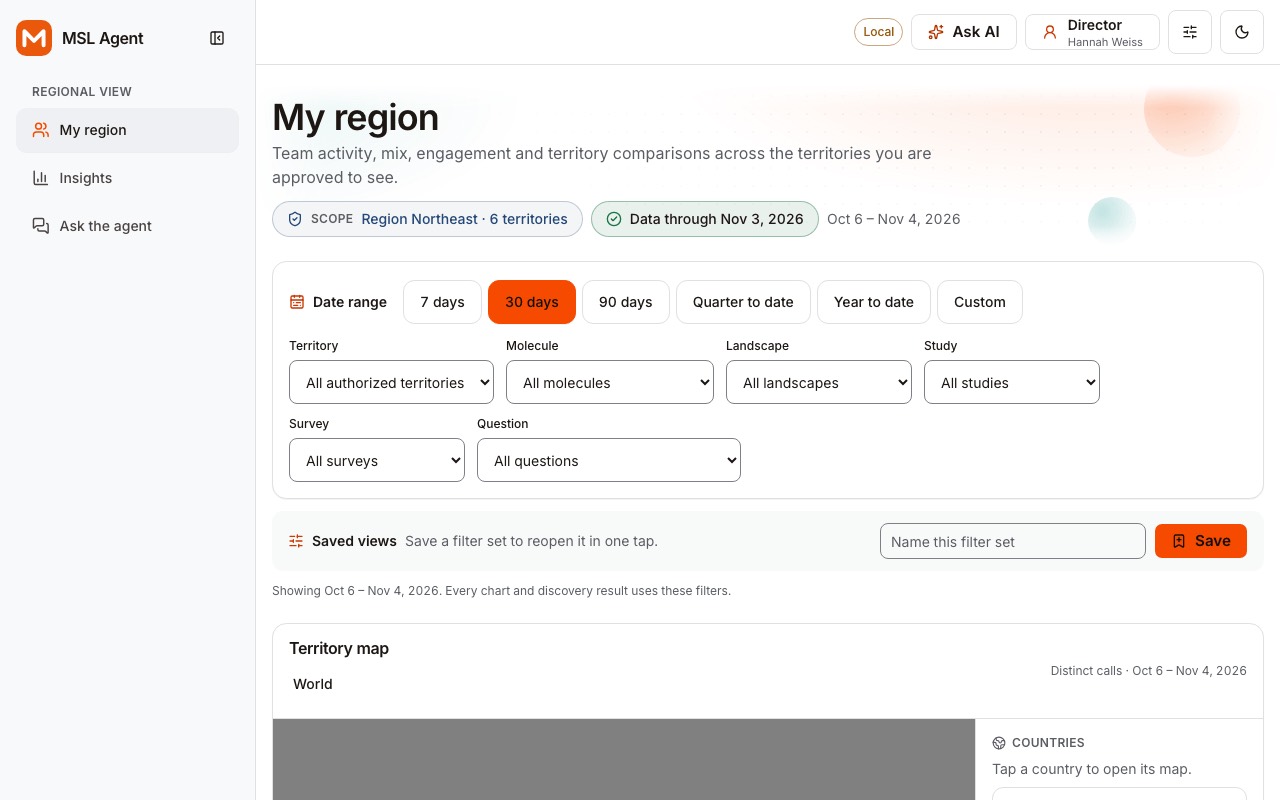 MSL Agent
Local
Ask AI
Director
Hannah Weiss
REGIONAL VIEW
My region
Insights
Ask the agent
My region
Team activity, mix, engagement and territory comparisons across the territories you are
approved to see.
SCOPE Region Northeast · 6 territories
Data through Nov 3, 2026
Oct 6 – Nov 4, 2026
Date range
7 days
30 days
90 days
Quarter to date
Year to date
Custom
Territory
Molecule
Landscape
Study
All authorized territories
All molecules
All landscapes
All studies
Survey
Question
All surveys
All questions
Saved views Save a filter set to reopen it in one tap.
Name this filter set
Save
Showing Oct 6 – Nov 4, 2026. Every chart and discovery result uses these filters.
Territory map
Distinct calls · Oct 6 – Nov 4, 2026
World
COUNTRIES
Tap a country to open its map.